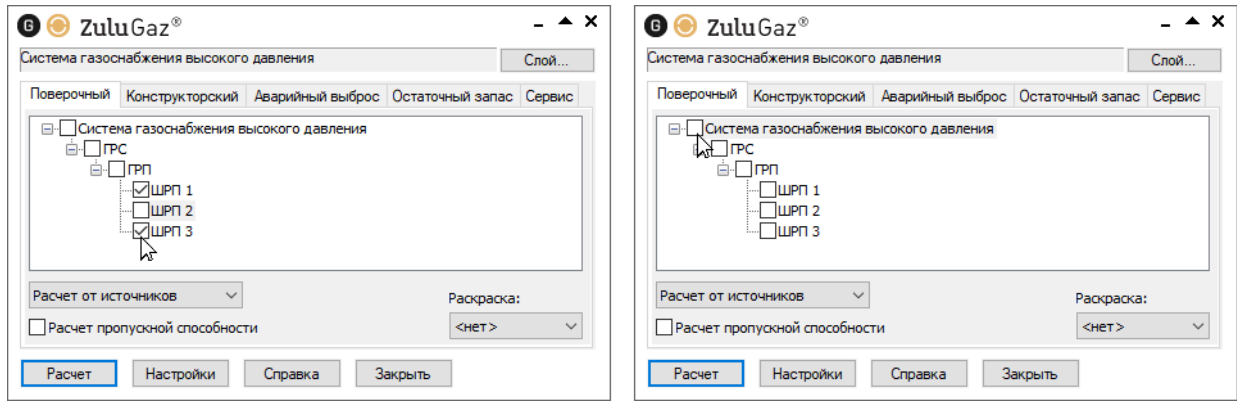 G ZuluGaz®
Система газоснабжения высокого давления Слой...
Поверочный Конструкторский Аварийный выброс Остаточный запас Сервис
Система газоснабжения высокого давления
ГРС
ГРП
ШРП 1
ШРП 2
ШРП 3
Расчет от источников Раскраска:
Расчет пропускной способности <нет>
Расчет Настройки Справка Закрыть
G ZuluGaz®
Система газоснабжения высокого давления Слой...
Поверочный Конструкторский Аварийный выброс Остаточный запас Сервис
Система газоснабжения высокого давления
ГРС
ГРП
ШРП 1
ШРП 2
ШРП 3
Расчет от источников Раскраска:
Расчет пропускной способности <нет>
Расчет Настройки Справка Закрыть